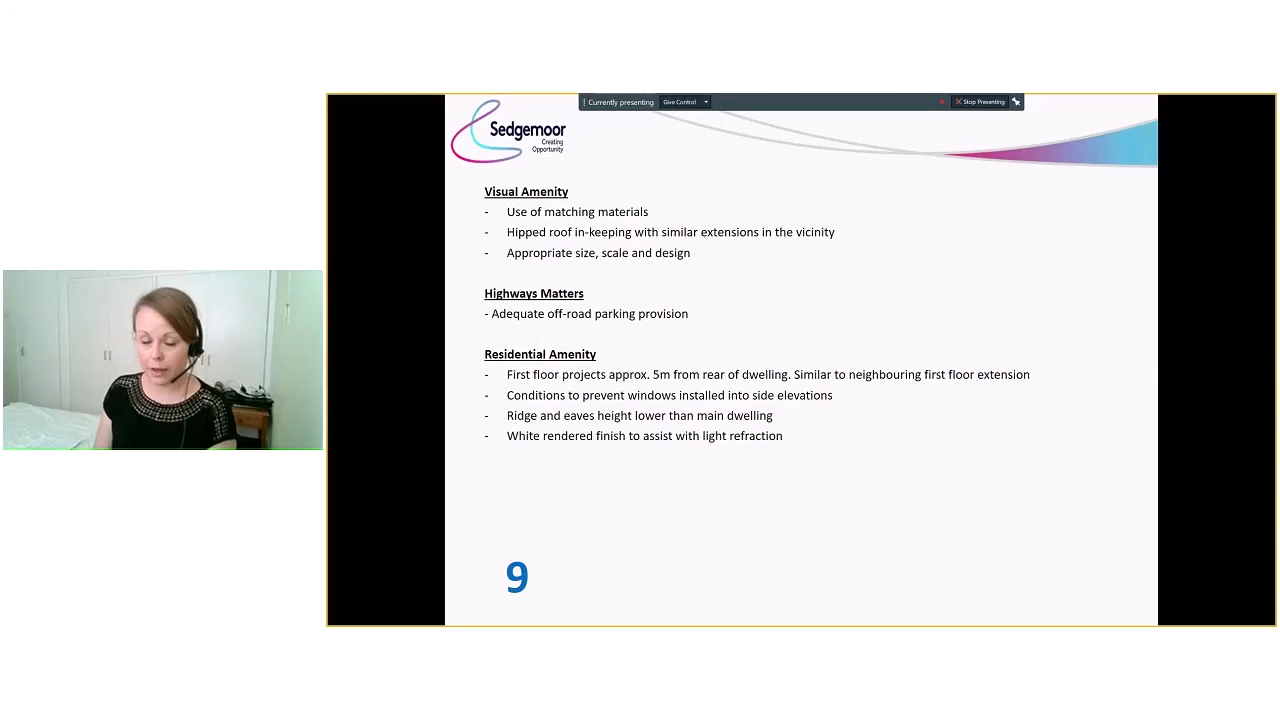 Currently presenting Give Control Stop Presenting
Sedgemoor
Creating
Opportunity
Visual Amenity
- Use of matching materials
- Hipped roof in-keeping with similar extensions in the vicinity
- Appropriate size, scale and design
Highways Matters
- Adequate off-road parking provision
Residential Amenity
- First floor projects approx. 5m from rear of dwelling. Similar to neighbouring first floor extension
- Conditions to prevent windows installed into side elevations
- Ridge and eaves height lower than main dwelling
- White rendered finish to assist with light refraction
9